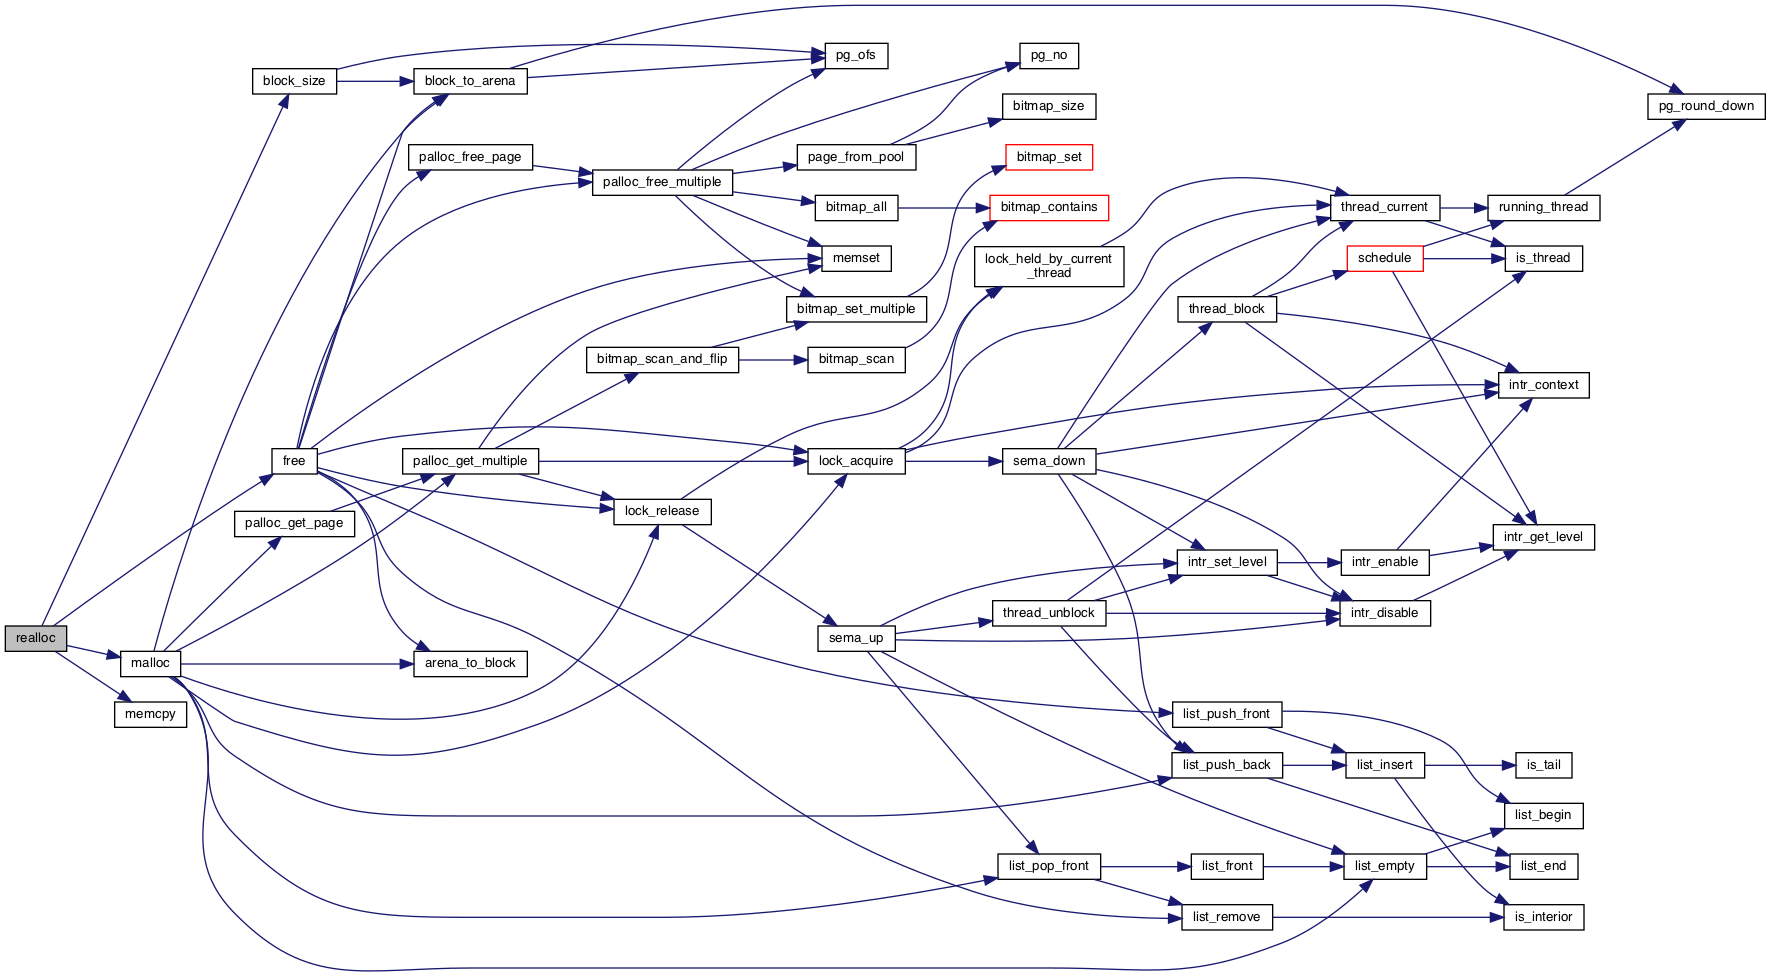 realloc
block_size
free
malloc
memcpy
palloc_get_page
block_to_arena
palloc_free_page
palloc_get_multiple
arena_to_block
palloc_free_multiple
bitmap_scan_and_flip
lock_release
pg_ofs
page_from_pool
bitmap_all
memset
bitmap_set_multiple
bitmap_scan
lock_acquire
sema_up
pg_no
bitmap_size
bitmap_set
bitmap_contains
lock_held_by_current
_thread
sema_down
thread_unblock
list_pop_front
thread_block
intr_set_level
list_push_front
list_push_back
list_front
list_remove
thread_current
schedule
intr_enable
intr_disable
list_insert
list_empty
pg_round_down
running_thread
is_thread
intr_context
intr_get_level
is_tail
list_begin
list_end
is_interior